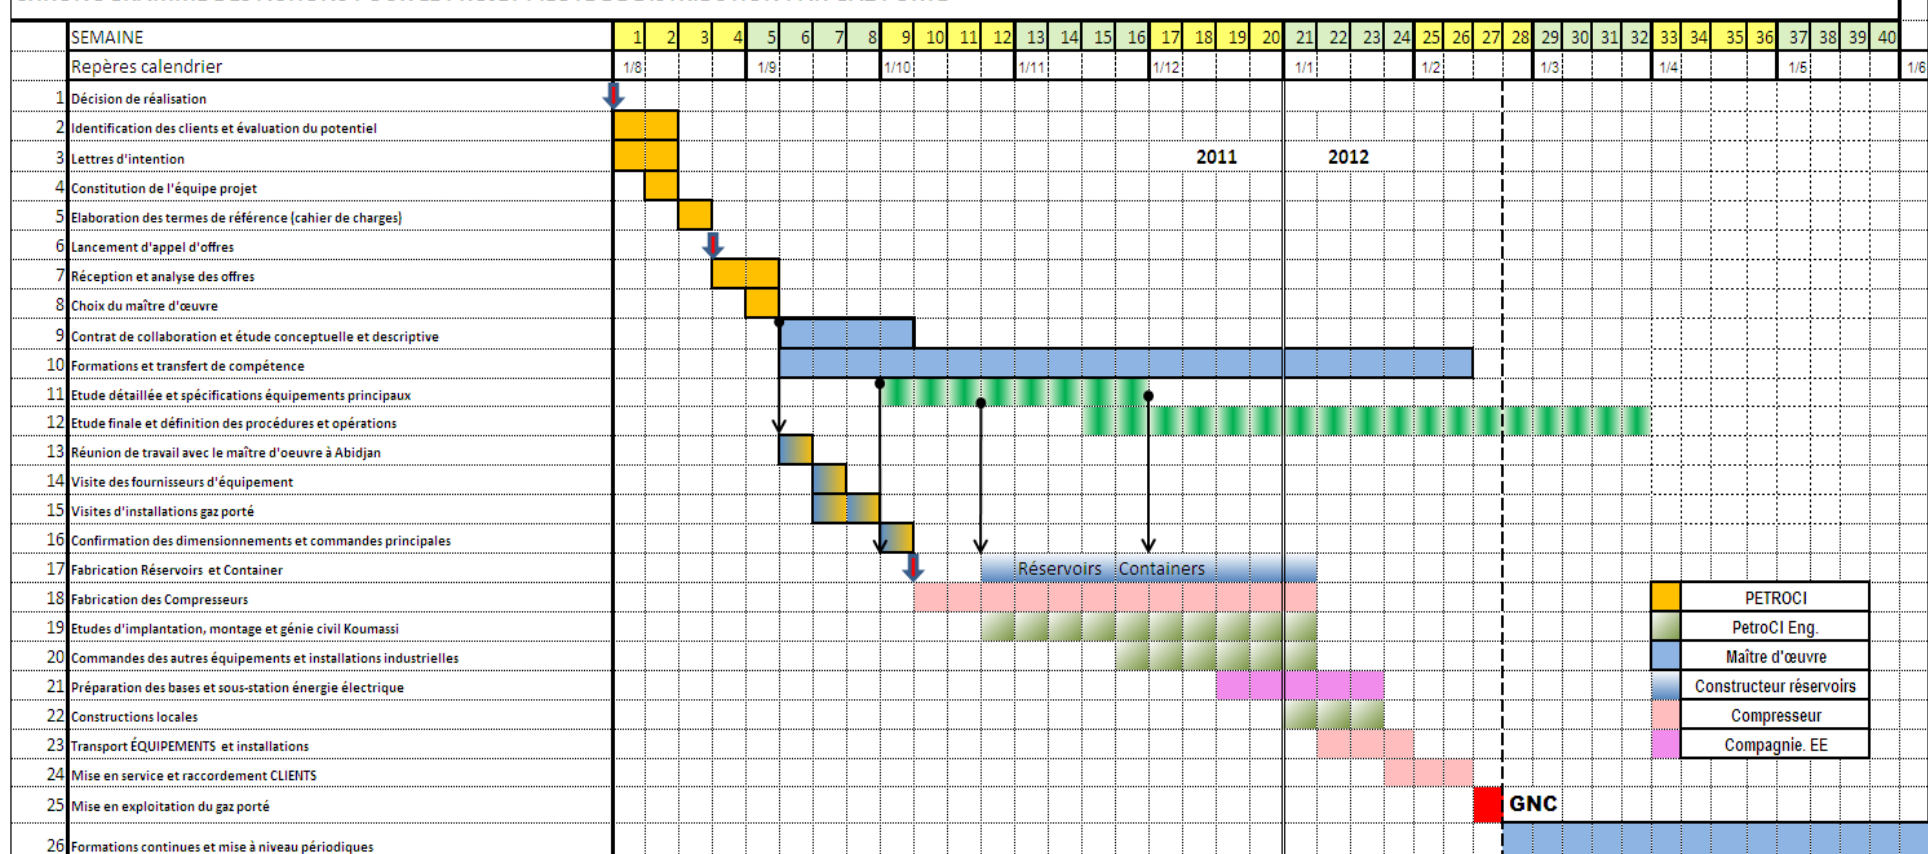 SEMAINE 1 2 3 4 5 6 7 8 9 10 11 12 13 14 15 16 17 18 19 20 21 22 23 24 25 26 27 28 29 30 31 32 33 34 35 36 37 38 39 40
Repères calendrier 1/8 1/9 1/10 1/11 1/12 1/1 1/2 1/3 1/4 1/5 1/6
1 Décision de réalisation
2 Identification des clients et évaluation du potentiel
3 Lettres d'intention 2011 2012
4 Constitution de l'équipe projet
5 Elaboration des termes de référence (cahier de charges)
6 Lancement d'appel d'offres
7 Réception et analyse des offres
8 Choix du maître d'œuvre
9 Contrat de collaboration et étude conceptuelle et descriptive
10 Formations et transfert de compétence
11 Etude détaillée et spécifications équipements principaux
12 Etude finale et définition des procédures et opérations
13 Réunion de travail avec le maître d'oeuvre à Abidjan
14 Visite des fournisseurs d'équipement
15 Visites d'installations gaz porté
16 Confirmation des dimensionnements et commandes principales
17 Fabrication Réservoirs et Container Réservoirs Containers
18 Fabrication des Compresseurs PETROCI
19 Etudes d'implantation, montage et génie civil Koumassi PetroCI Eng.
20 Commandes des autres équipements et installations industrielles Maître d'œuvre
21 Préparation des bases et sous-station énergie électrique Constructeur réservoirs
22 Constructions locales Compresseur
23 Transport ÉQUIPEMENTS et installations Compagnie. EE
24 Mise en service et raccordement CLIENTS
25 Mise en exploitation du gaz porté GNC
26 Formations continues et mise à niveau périodiques